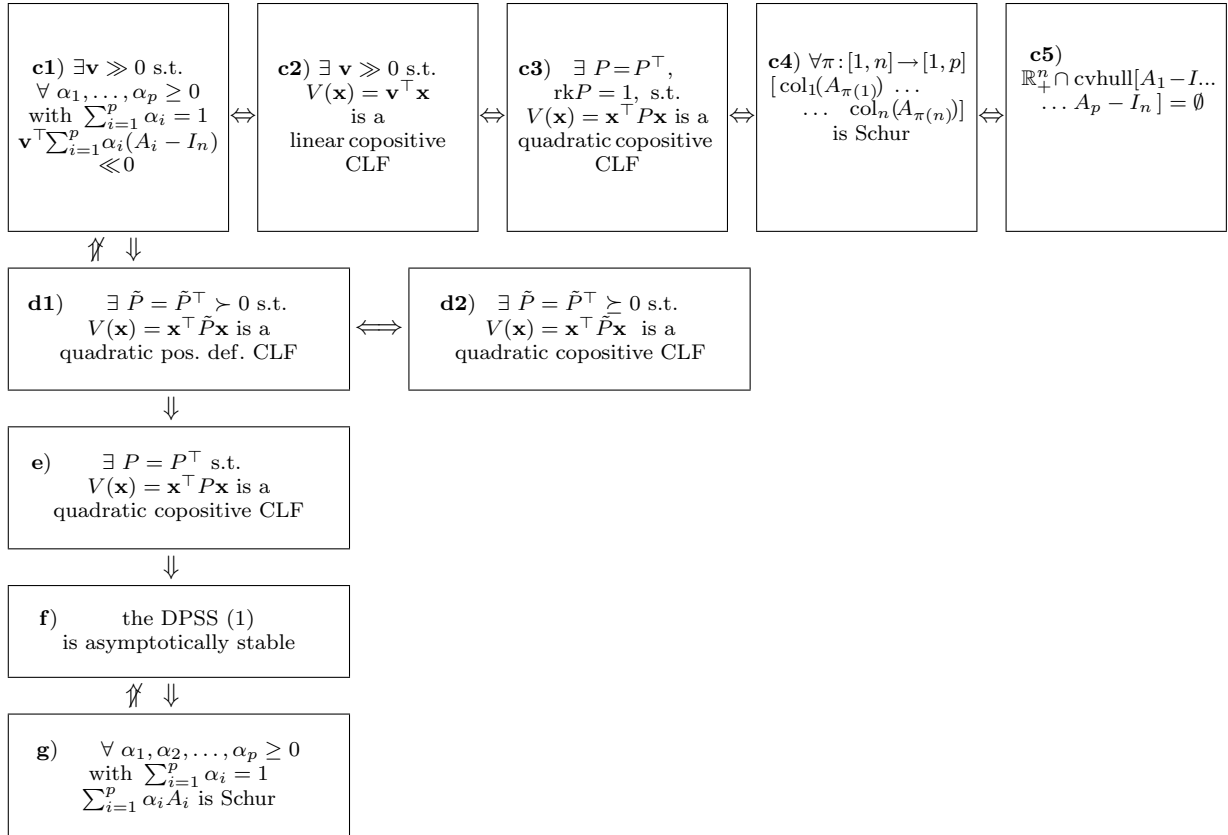 c1) ∃v ≫ 0 s.t.
∀ α₁, . . . , αₚ ≥ 0
with ∑ᵢ₌₁ᵖ αᵢ = 1
v⊤∑ᵢ₌₁ᵖ αᵢ(Aᵢ − Iₙ)
≪0
⇔
c2) ∃ v ≫ 0 s.t.
V(x) = v⊤x
is a
linear copositive
CLF
⇔
c3) ∃ P = P⊤,
rkP = 1, s.t.
V(x) = x⊤Px is a
quadratic copositive
CLF
⇔
c4) ∀π: [1, n] → [1, p]
[ col₁(A_π(1)) …
… colₙ(A_π(n))]
is Schur
⇔
c5)
ℝ₊ⁿ ∩ cvhull[A₁ − I...
… Aₚ − Iₙ ] = ∅
⇑̸ ⇓
d1) ∃ P̃ = P̃⊤ ≻ 0 s.t.
V(x) = x⊤P̃x is a
quadratic pos. def. CLF
⟺
d2) ∃ P̃ = P̃⊤ ⪰ 0 s.t.
V(x) = x⊤P̃x is a
quadratic copositive CLF
⇓
e) ∃ P = P⊤ s.t.
V(x) = x⊤Px is a
quadratic copositive CLF
⇓
f) the DPSS (1)
is asymptotically stable
⇑̸ ⇓
g) ∀ α₁, α₂, . . . , αₚ ≥ 0
with ∑ᵢ₌₁ᵖ αᵢ = 1
∑ᵢ₌₁ᵖ αᵢAᵢ is Schur